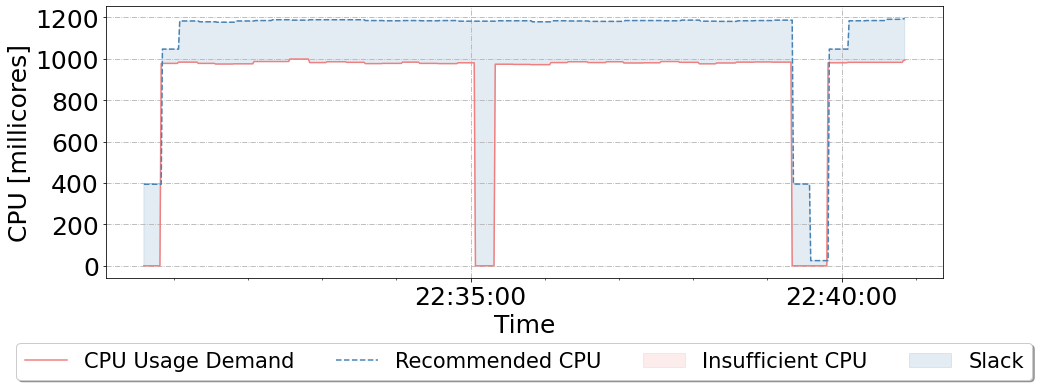 CPU [millicores]
1200
1000
800
600
400
200
0
22:35:00 22:40:00
Time
CPU Usage Demand Recommended CPU Insufficient CPU Slack